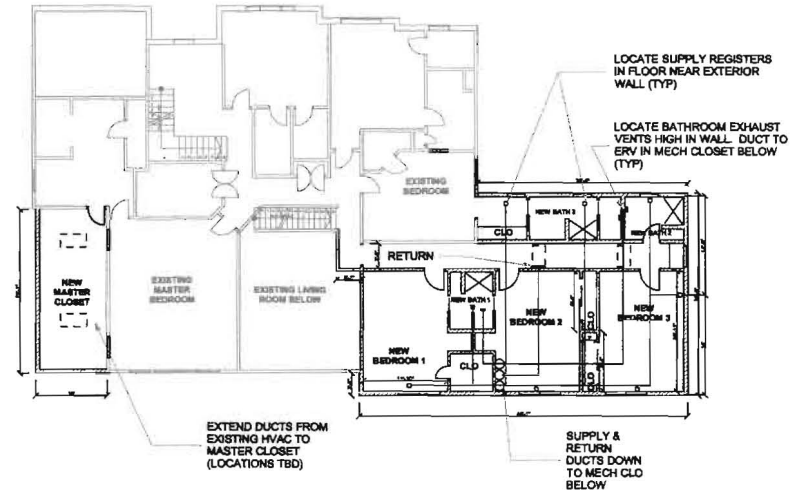 LOCATE SUPPLY REGISTERS
IN FLOOR NEAR EXTERIOR
WALL (TYP)
LOCATE BATHROOM EXHAUST
VENTS HIGH IN WALL. DUCT TO
ERV IN MECH CLOSET BELOW
(TYP)
EXISTING
BEDROOM
CLO
NEW BATH 3
NEW BATH 2
RETURN
NEW
MASTER
CLOSET
EXISTING
MASTER
BEDROOM
EXISTING LIVING
ROOM BELOW
NEW BATH 1
NEW
BEDROOM 1
CLO
NEW
BEDROOM 2
CLO
CLO
NEW
BEDROOM 3
EXTEND DUCTS FROM
EXISTING HVAC TO
MASTER CLOSET
(LOCATIONS TBD)
SUPPLY &
RETURN
DUCTS DOWN
TO MECH CLO
BELOW